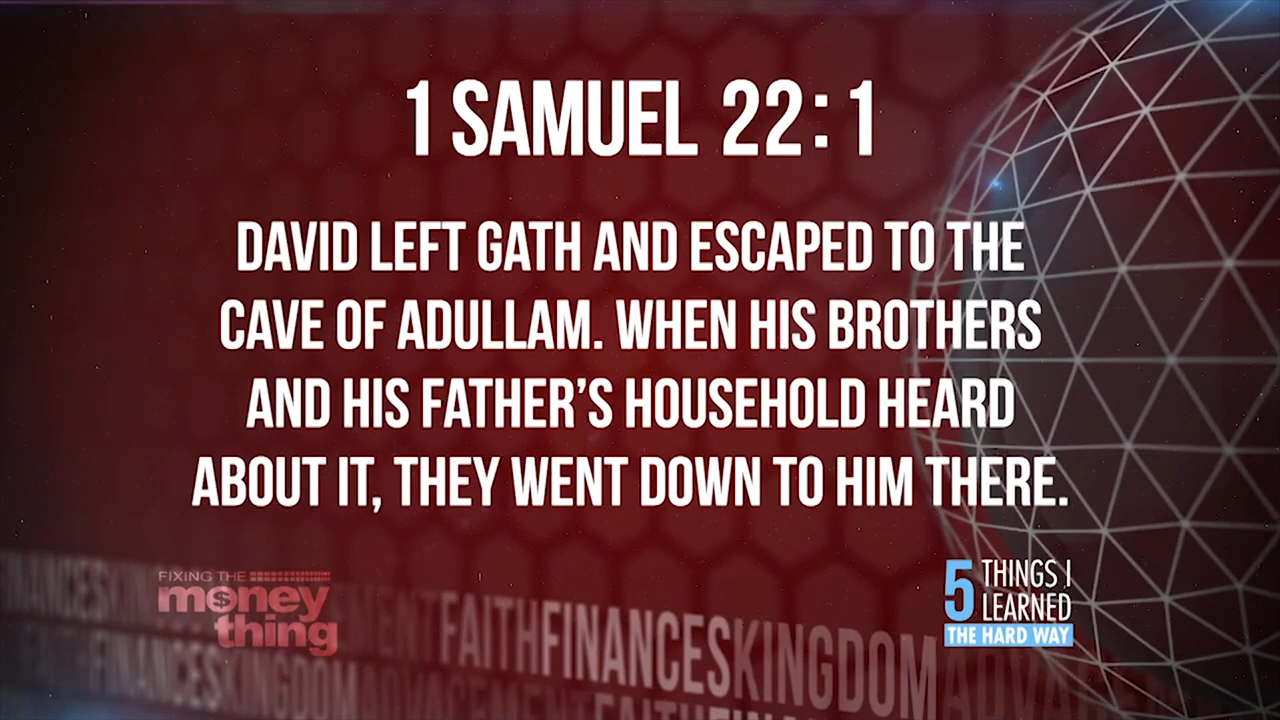 1 SAMUEL 22:1
DAVID LEFT GATH AND ESCAPED TO THE
CAVE OF ADULLAM. WHEN HIS BROTHERS
AND HIS FATHER’S HOUSEHOLD HEARD
ABOUT IT, THEY WENT DOWN TO HIM THERE.
FIXING THE
money
thing
5 THINGS I
LEARNED
THE HARD WAY
FAITHFINANCESKINGDOM
FINANCESKINGDOM